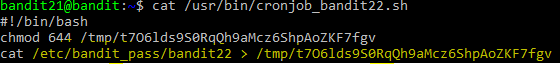 bandit21@bandit:~$ cat /usr/bin/cronjob_bandit22.sh
#!/bin/bash
chmod 644 /tmp/t7O6lds9S0RqQh9aMcz6ShpAoZKF7fgv
cat /etc/bandit_pass/bandit22 > /tmp/t7O6lds9S0RqQh9aMcz6ShpAoZKF7fgv